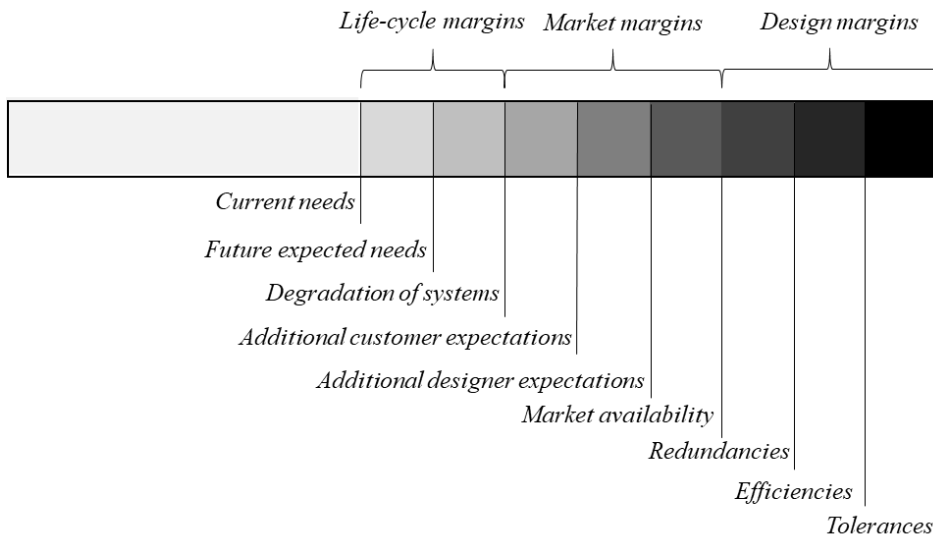 Life-cycle margins
Market margins
Design margins
Current needs
Future expected needs
Degradation of systems
Additional customer expectations
Additional designer expectations
Market availability
Redundancies
Efficiencies
Tolerances